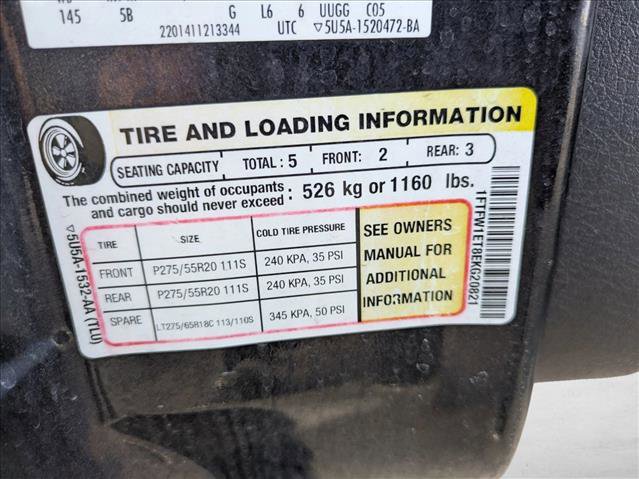 145 5B G L6 6 UUGG C05
2201411213344 UTC ▽5U5A-1520472-BA
TIRE AND LOADING INFORMATION
SEATING CAPACITY TOTAL : 5 FRONT: 2 REAR: 3
The combined weight of occupants : 526 kg or 1160 lbs.
and cargo should never exceed
TIRE SIZE COLD TIRE PRESSURE
FRONT P275/55R20 111S 240 KPA, 35 PSI
REAR P275/55R20 111S 240 KPA, 35 PSI
SPARE LT275/65R18C 113/110S 345 KPA, 50 PSI
SEE OWNERS
MANUAL FOR
ADDITIONAL
INFORMATION
▽5U5A-1532-AA (TLU)
1FTFW1ET8EKG20821